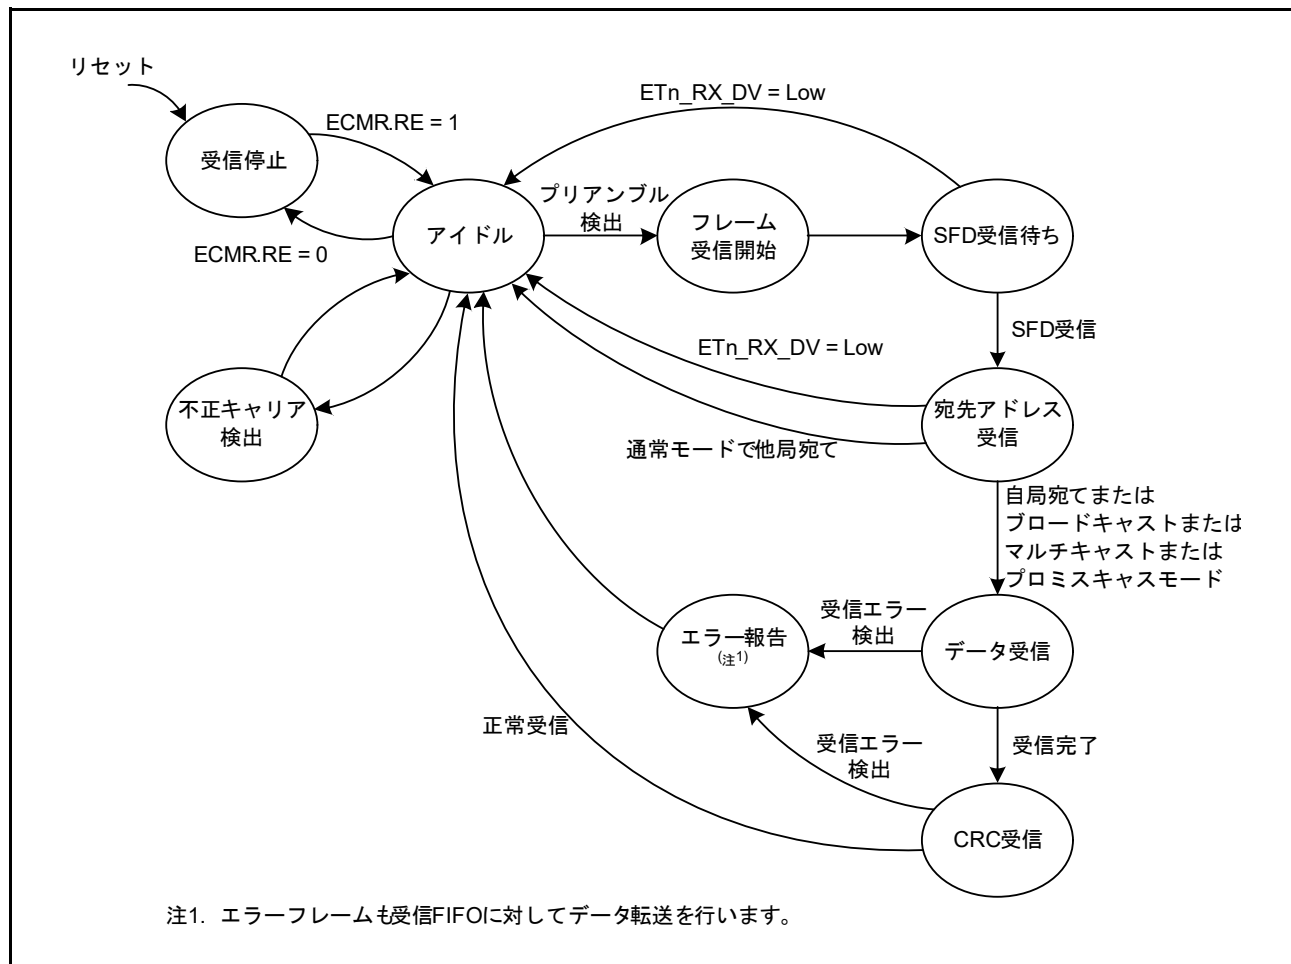 リセット
ETn_RX_DV = Low
ECMR.RE = 1
受信停止
プリアンブル
検出
アイドル
フレーム
受信開始
SFD受信待ち
ECMR.RE = 0
SFD受信
ETn_RX_DV = Low
不正キャリア
検出
宛先アドレス
受信
通常モードで他局宛て
自局宛てまたは
ブロードキャストまたは
マルチキャストまたは
プロミスキャスモード
受信エラー
検出
エラー報告
(注1)
データ受信
正常受信
受信エラー
検出
受信完了
CRC受信
注1. エラーフレームも受信FIFOに対してデータ転送を行います。